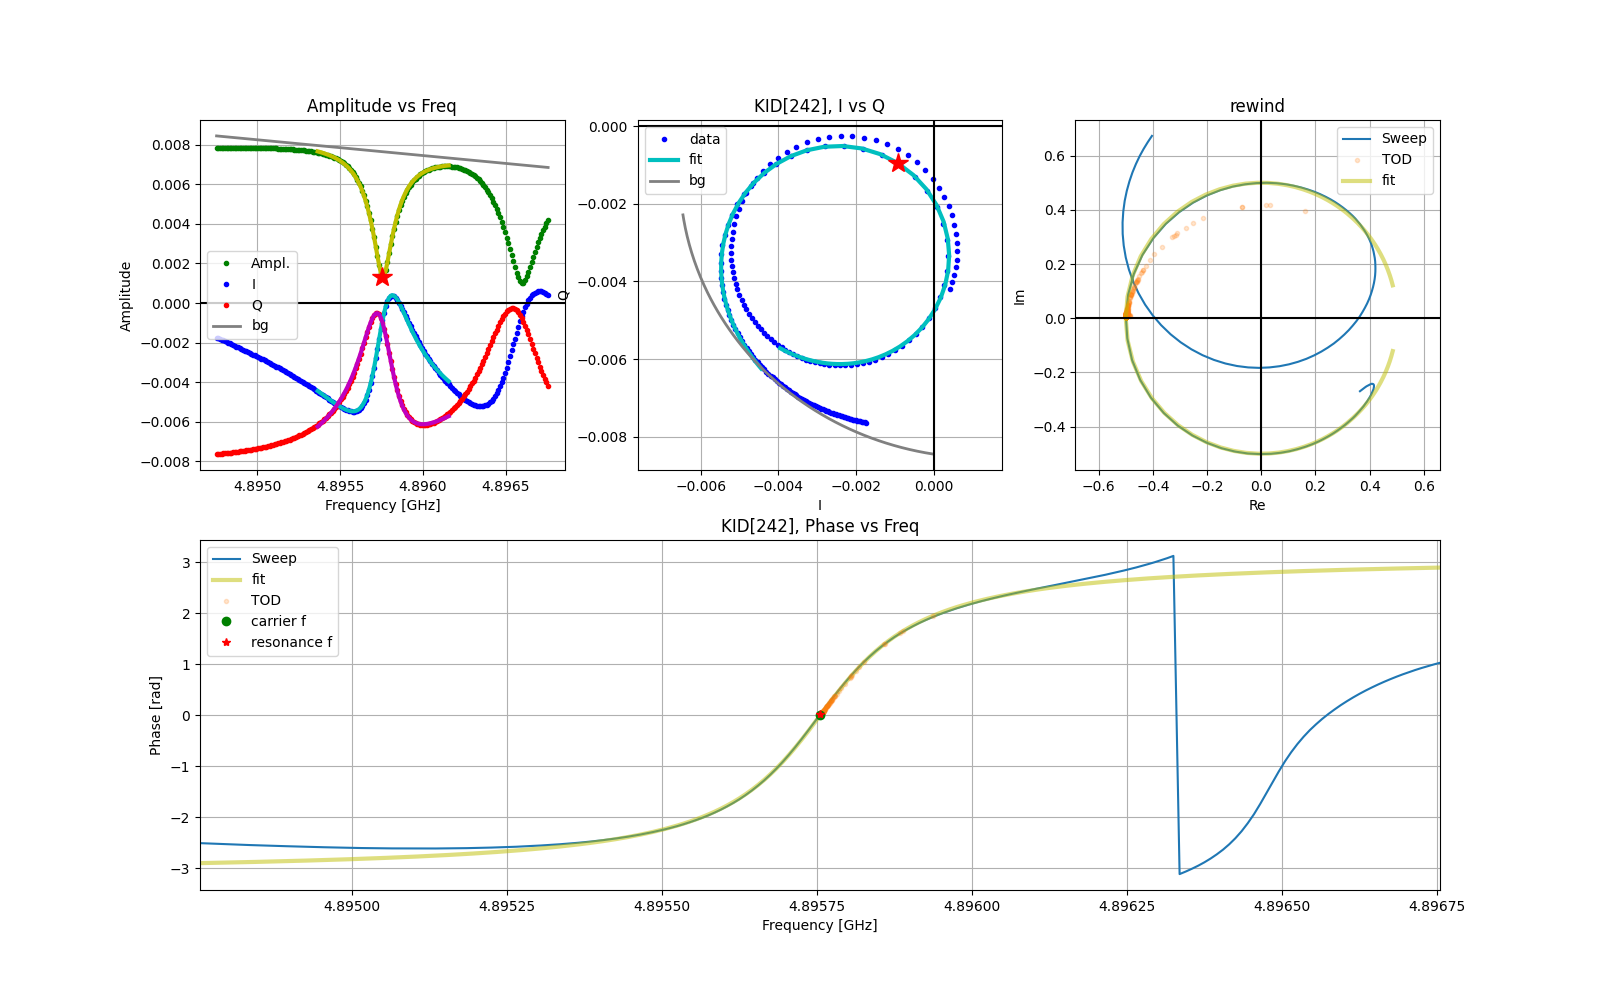 Amplitude vs Freq
0.008
0.006
0.004
0.002
0.000
−0.002
−0.004
−0.006
−0.008
Amplitude
Ampl.
I
Q
bg
4.8950
4.8955
4.8960
4.8965
Frequency [GHz]
KID[242], I vs Q
0.000
−0.002
−0.004
−0.006
−0.008
Q
data
fit
bg
−0.006
−0.004
−0.002
0.000
I
rewind
0.6
0.4
0.2
0.0
−0.2
−0.4
Im
Sweep
TOD
fit
−0.6
−0.4
−0.2
0.0
0.2
0.4
0.6
Re
KID[242], Phase vs Freq
3
2
1
0
−1
−2
−3
Phase [rad]
Sweep
fit
TOD
carrier f
resonance f
4.89500
4.89525
4.89550
4.89575
4.89600
4.89625
4.89650
4.89675
Frequency [GHz]